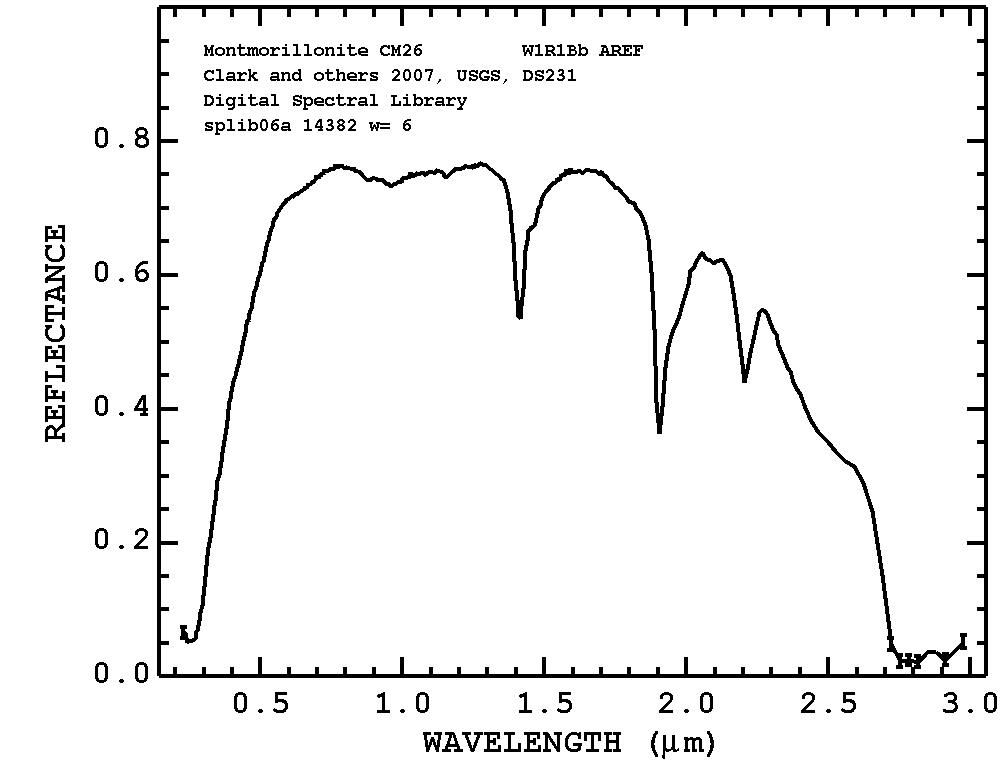 Montmorillonite CM26 W1R1Bb AREF
Clark and others 2007, USGS, DS231
Digital Spectral Library
splib06a 14382 w= 6
0.8
0.6
0.4
0.2
0.0
REFLECTANCE
0.5 1.0 1.5 2.0 2.5 3.0
WAVELENGTH (μm)